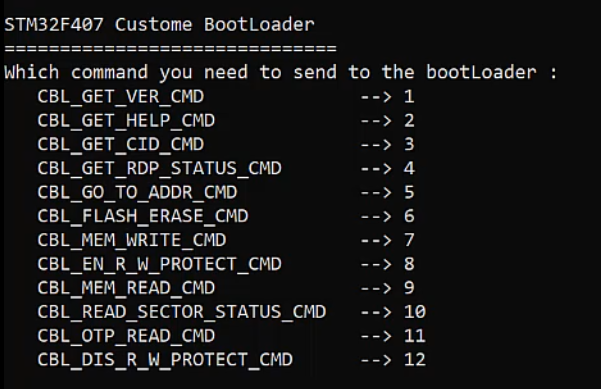 STM32F407 Custome BootLoader
==============================
Which command you need to send to the bootLoader :
CBL_GET_VER_CMD --> 1
CBL_GET_HELP_CMD --> 2
CBL_GET_CID_CMD --> 3
CBL_GET_RDP_STATUS_CMD --> 4
CBL_GO_TO_ADDR_CMD --> 5
CBL_FLASH_ERASE_CMD --> 6
CBL_MEM_WRITE_CMD --> 7
CBL_EN_R_W_PROTECT_CMD --> 8
CBL_MEM_READ_CMD --> 9
CBL_READ_SECTOR_STATUS_CMD --> 10
CBL_OTP_READ_CMD --> 11
CBL_DIS_R_W_PROTECT_CMD --> 12